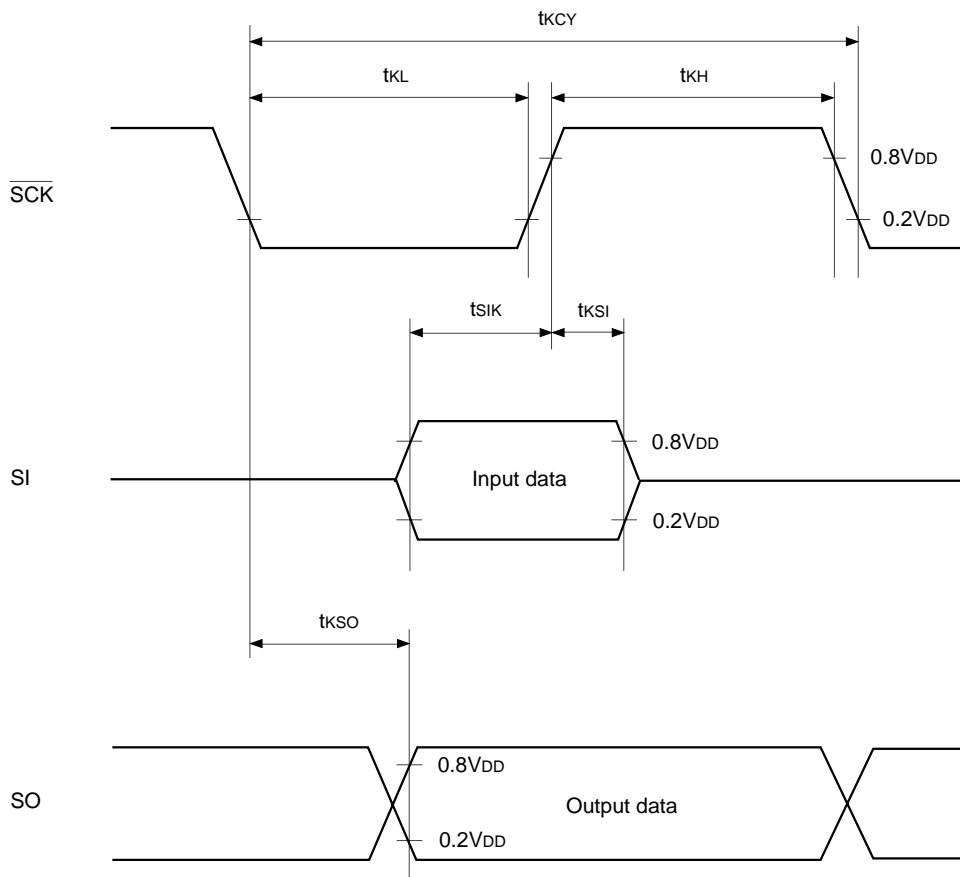 tKCY
tKL
tKH
SCK
0.8VDD
0.2VDD
tSIK
tKSI
SI
Input data
0.8VDD
0.2VDD
tKSO
SO
0.8VDD
Output data
0.2VDD